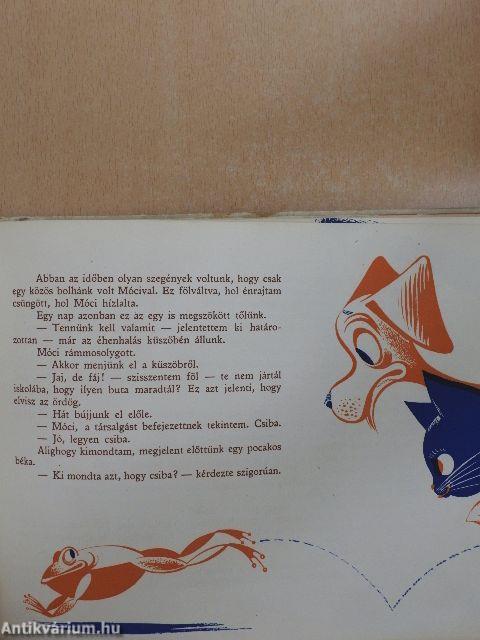 Abban az időben olyan szegények voltunk, hogy csak
egy közös bolhánk volt Mócival. Ez fölváltva, hol énrajtam
csüngött, hol Móci hízlalta.
Egy nap azonban ez az egy is megszökött tőlünk.
— Tennünk kell valamit — jelentettem ki határo-
zottan — már az éhenhalás küszöbén állunk.
Móci rámmosolygott.
— Akkor menjünk el a küszöbről.
— Jaj, de fáj! — szisszentem föl — te nem jártál
iskolába, hogy ilyen buta maradtál? Ez azt jelenti, hogy
elvisz az ördög.
— Hát bújjunk el előle.
— Móci, a társalgást befejezettnek tekintem. Csiba.
— Jó, legyen csiba.
Alighogy kimondtam, megjelent előttünk egy pocakos
béka.
— Ki mondta azt, hogy csiba? — kérdezte szigorúan.
Antikvárium.hu